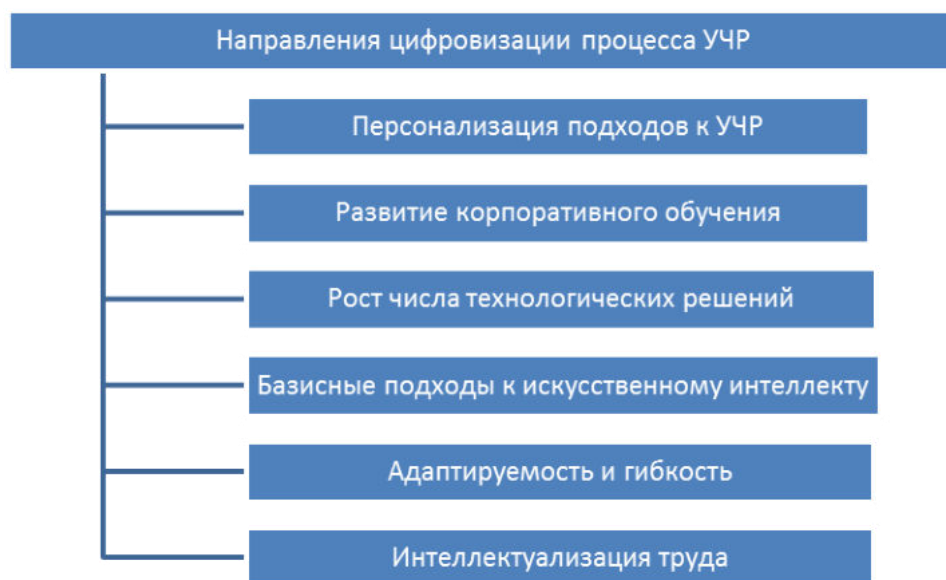 Направления цифровизации процесса УЧР
Персонализация подходов к УЧР
Развитие корпоративного обучения
Рост числа технологических решений
Базисные подходы к искусственному интеллекту
Адаптируемость и гибкость
Интеллектуализация труда